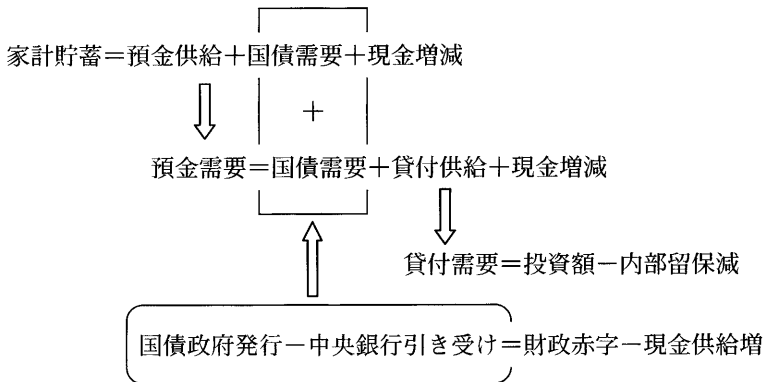 家計貯蓄＝預金供給＋国債需要＋現金増減
＋
預金需要＝国債需要＋貸付供給＋現金増減
貸付需要＝投資額－内部留保減
国債政府発行－中央銀行引き受け＝財政赤字－現金供給増